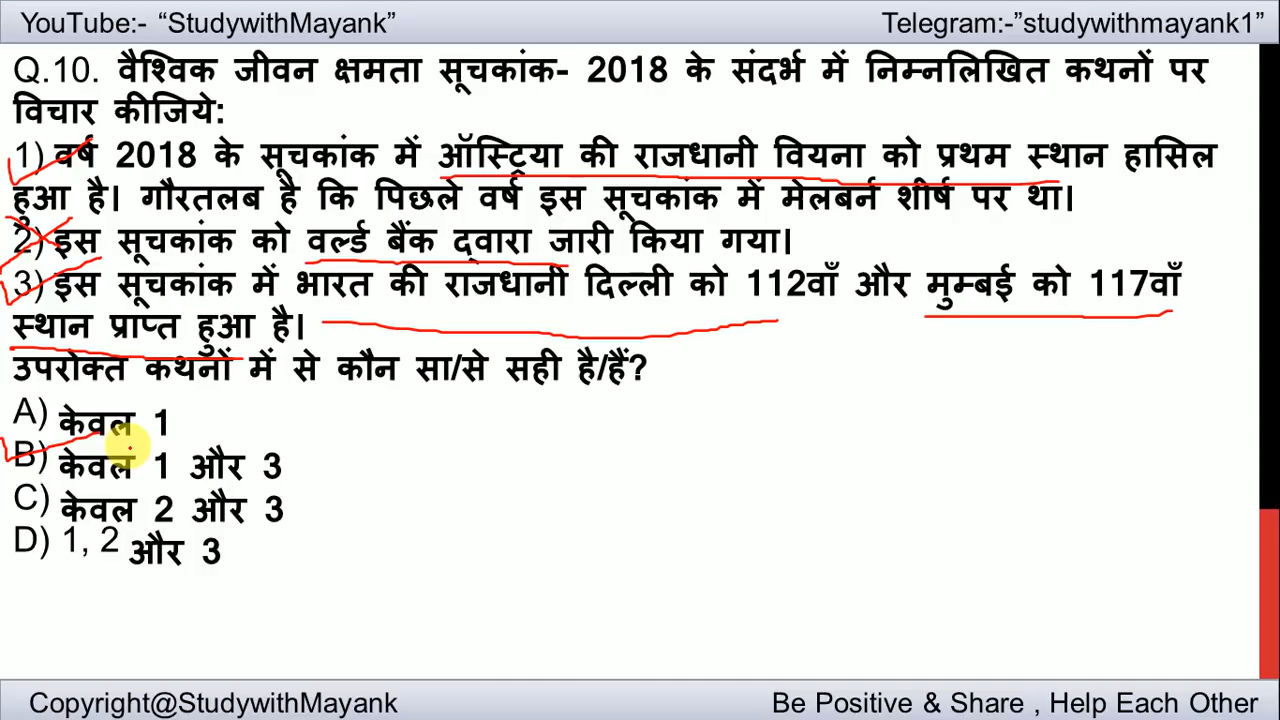 YouTube:- “StudywithMayank” Telegram:-”studywithmayank1”
Q.10. वैश्विक जीवन क्षमता सूचकांक- 2018 के संदर्भ में निम्नलिखित कथनों पर
विचार कीजिये:
1) वर्ष 2018 के सूचकांक में ऑस्ट्रिया की राजधानी वियना को प्रथम स्थान हासिल
हुआ है। गौरतलब है कि पिछले वर्ष इस सूचकांक में मेलबर्न शीर्ष पर था।
2) इस सूचकांक को वर्ल्ड बैंक द्वारा जारी किया गया।
3) इस सूचकांक में भारत की राजधानी दिल्ली को 112वाँ और मुम्बई को 117वाँ
स्थान प्राप्त हुआ है।
उपरोक्त कथनों में से कौन सा/से सही है/हैं?
A) केवल 1
B) केवल 1 और 3
C) केवल 2 और 3
D) 1, 2 और 3
Copyright@StudywithMayank Be Positive & Share , Help Each Other